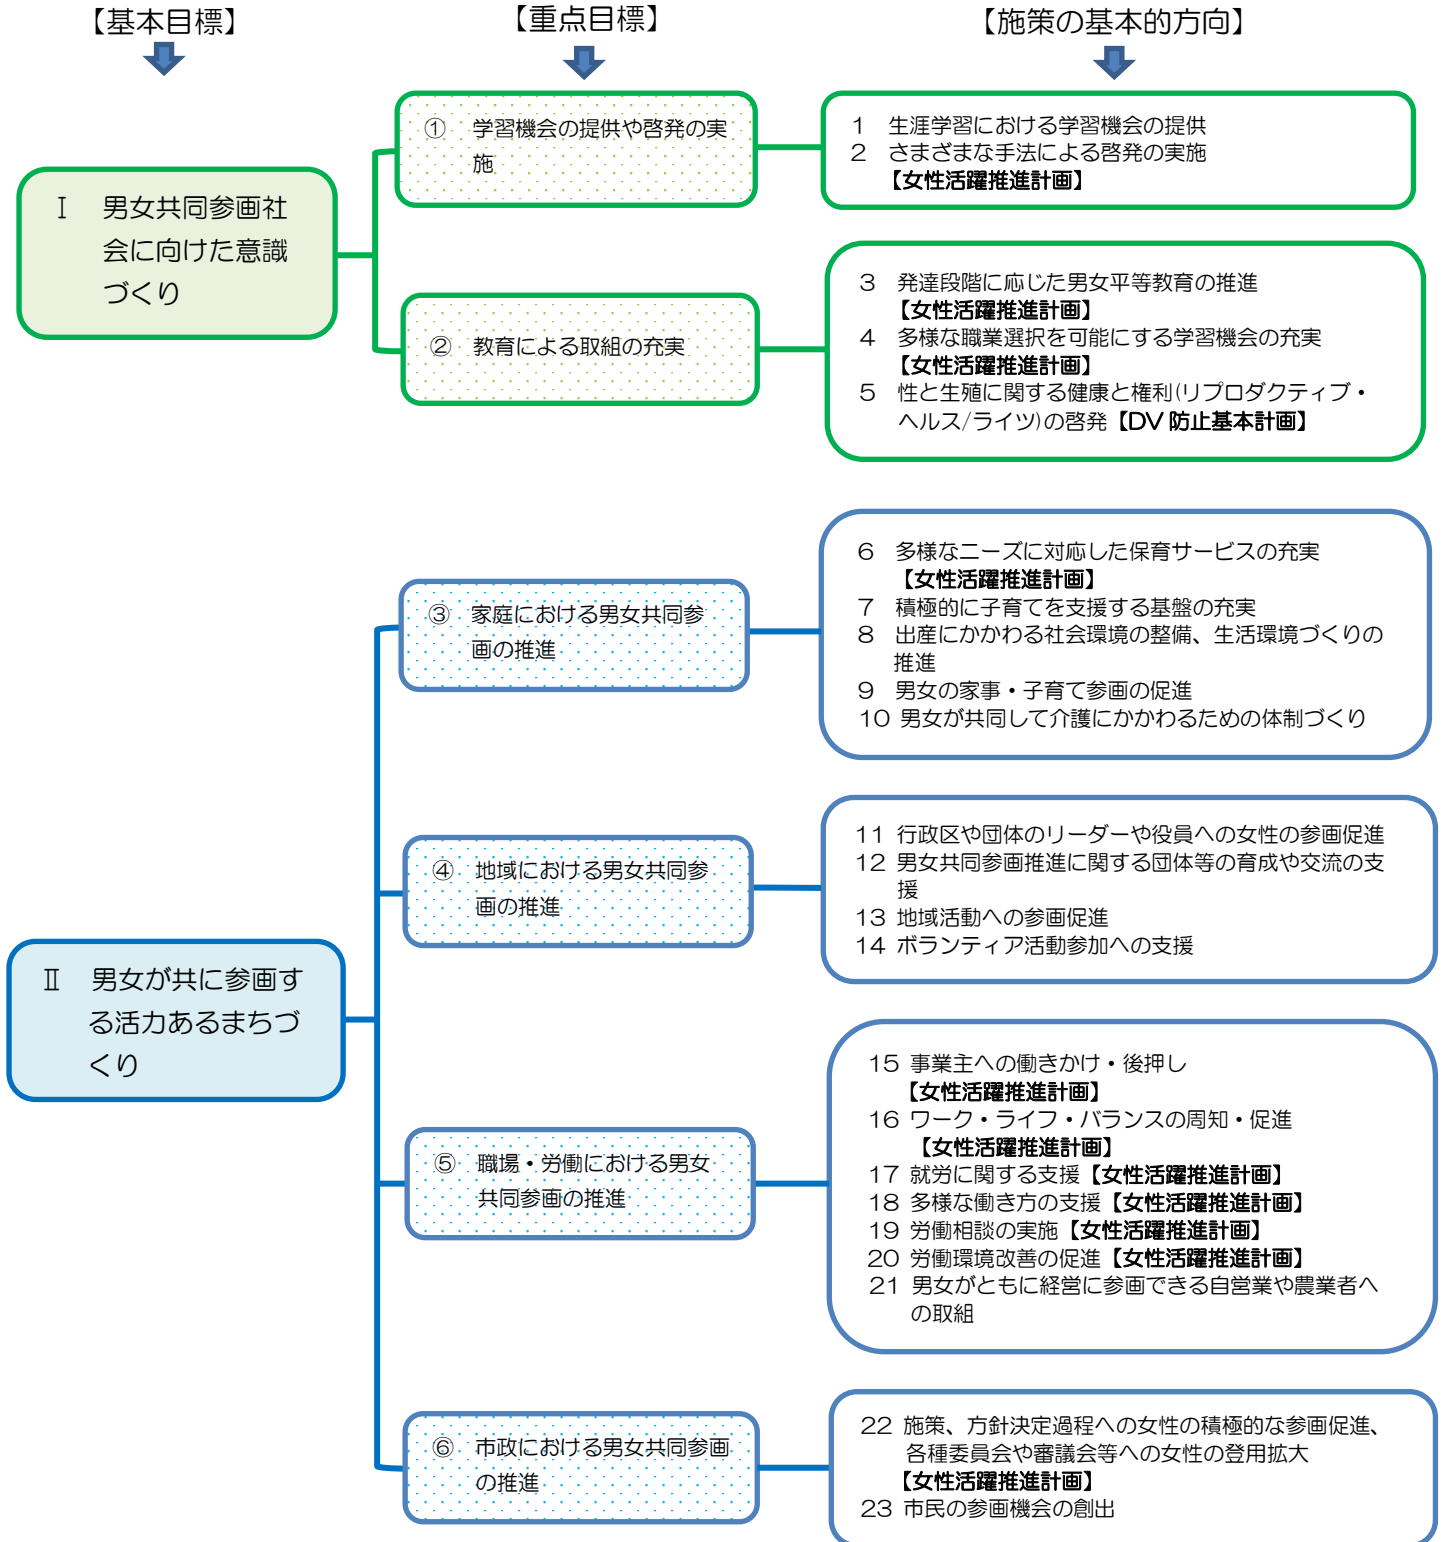 【基本目標】
【重点目標】
【施策の基本的方向】
Ⅰ　男女共同参画社
会に向けた意識
づくり
①　学習機会の提供や啓発の実
施
1　生涯学習における学習機会の提供
2　さまざまな手法による啓発の実施
【女性活躍推進計画】
②　教育による取組の充実
3　発達段階に応じた男女平等教育の推進
【女性活躍推進計画】
4　多様な職業選択を可能にする学習機会の充実
【女性活躍推進計画】
5　性と生殖に関する健康と権利(リプロダクティブ・
ヘルス/ライツ)の啓発【DV 防止基本計画】
Ⅱ　男女が共に参画す
る活力あるまちづ
くり
③　家庭における男女共同参
画の推進
6　多様なニーズに対応した保育サービスの充実
【女性活躍推進計画】
7　積極的に子育てを支援する基盤の充実
8　出産にかかわる社会環境の整備、生活環境づくりの
推進
9　男女の家事・子育て参画の促進
10 男女が共同して介護にかかわるための体制づくり
④　地域における男女共同参
画の推進
11 行政区や団体のリーダーや役員への女性の参画促進
12 男女共同参画推進に関する団体等の育成や交流の支
援
13 地域活動への参画促進
14 ボランティア活動参加への支援
⑤　職場・労働における男女
共同参画の推進
15 事業主への働きかけ・後押し
【女性活躍推進計画】
16 ワーク・ライフ・バランスの周知・促進
【女性活躍推進計画】
17 就労に関する支援【女性活躍推進計画】
18 多様な働き方の支援【女性活躍推進計画】
19 労働相談の実施【女性活躍推進計画】
20 労働環境改善の促進【女性活躍推進計画】
21 男女がともに経営に参画できる自営業や農業者へ
の取組
⑥　市政における男女共同参画
の推進
22 施策、方針決定過程への女性の積極的な参画促進、
各種委員会や審議会等への女性の登用拡大
【女性活躍推進計画】
23 市民の参画機会の創出